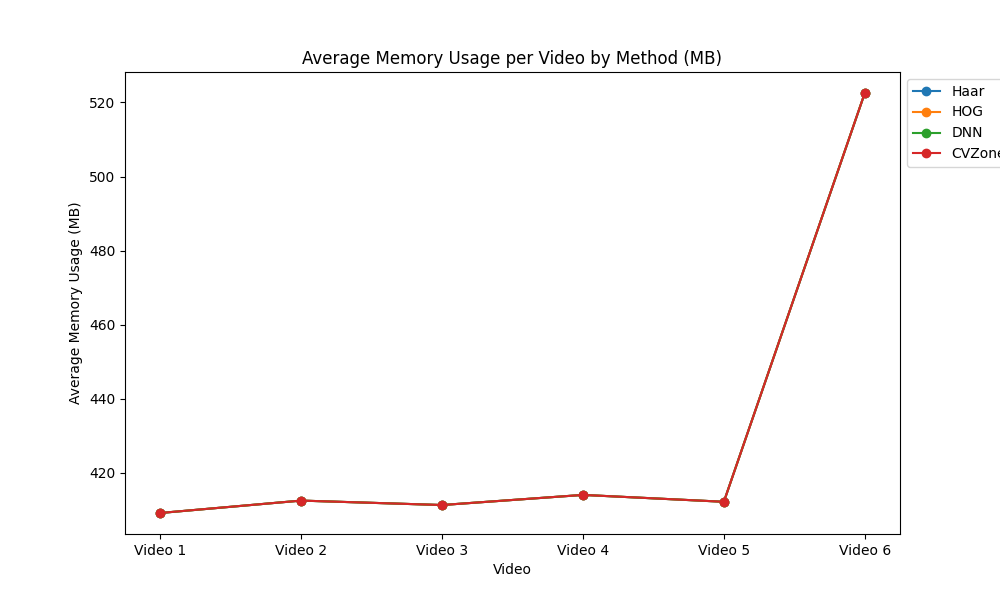 Average Memory Usage per Video by Method (MB)
Haar
HOG
DNN
CVZone
Average Memory Usage (MB)
520
500
480
460
440
420
Video 1 Video 2 Video 3 Video 4 Video 5 Video 6
Video